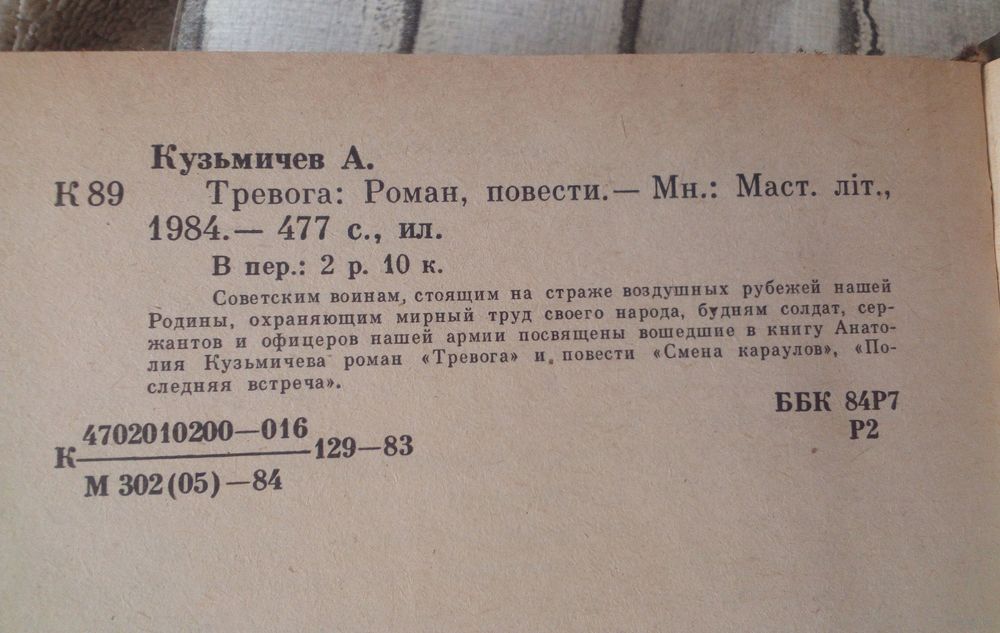 Кузьмичев А.
К 89 Тревога: Роман, повести.— Мн.: Маст. літ.,
1984.— 477 с., ил.
В пер.: 2 р. 10 к.
Советским воинам, стоящим на страже воздушных рубежей нашей
Родины, охраняющим мирный труд своего народа, будням солдат, сер-
жантов и офицеров нашей армии посвящены вошедшие в книгу Анато-
лия Кузьмичева роман «Тревога» и повести «Смена караулов», «По-
следняя встреча».
ББК 84Р7
Р2
4702010200—016
К 129—83
М 302(05)—84